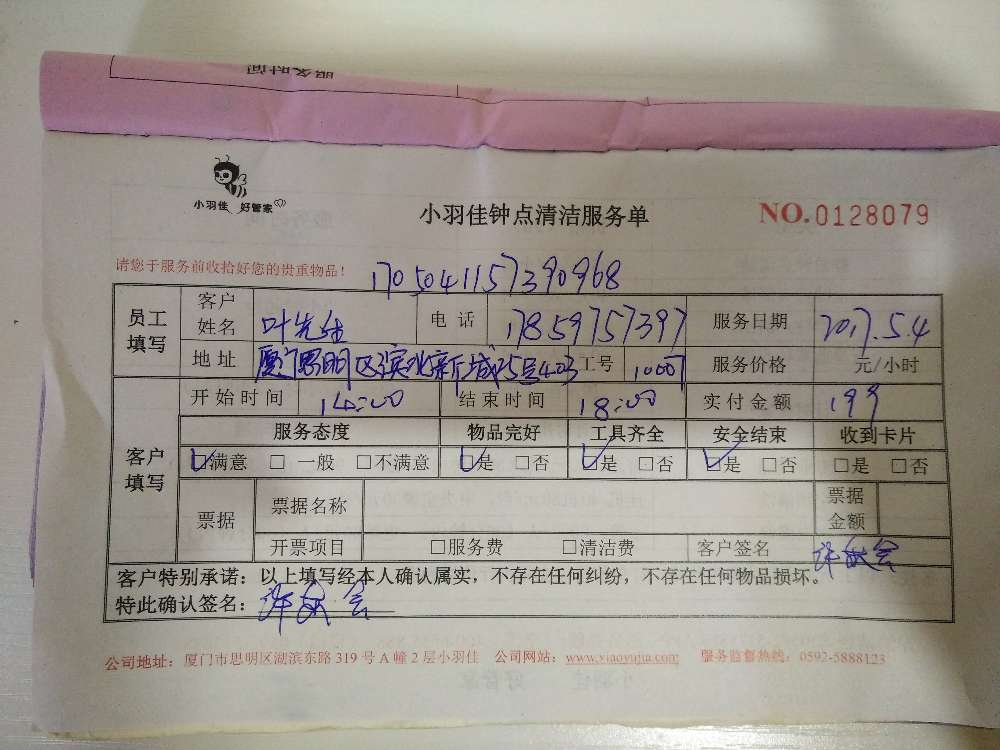 服务时间
小羽佳 好管家
小羽佳钟点清洁服务单
NO.0128079
请您于服务前收拾好您的贵重物品！
1705041157390968
员工填写 客户姓名 叶先生 电话 17859757397 服务日期 2017.5.4
地址 厦门思明区滨北新城25号403 工号 10007 服务价格 元/小时
客户填写 开始时间 14:00 结束时间 18:00 实付金额 199
服务态度 物品完好 工具齐全 安全结束 收到卡片
☑满意 □一般 □不满意 ☑是 □否 ☑是 □否 ☑是 □否 □是 □否
票据 票据名称 票据金额
开票项目 □服务费 □清洁费 客户签名
客户特别承诺：以上填写经本人确认属实，不存在任何纠纷，不存在任何物品损坏。
特此确认签名：
公司地址：厦门市思明区湖滨东路319号A幢2层小羽佳 公司网站：www.xiaoyujia.com 服务监督热线：0592-5888123